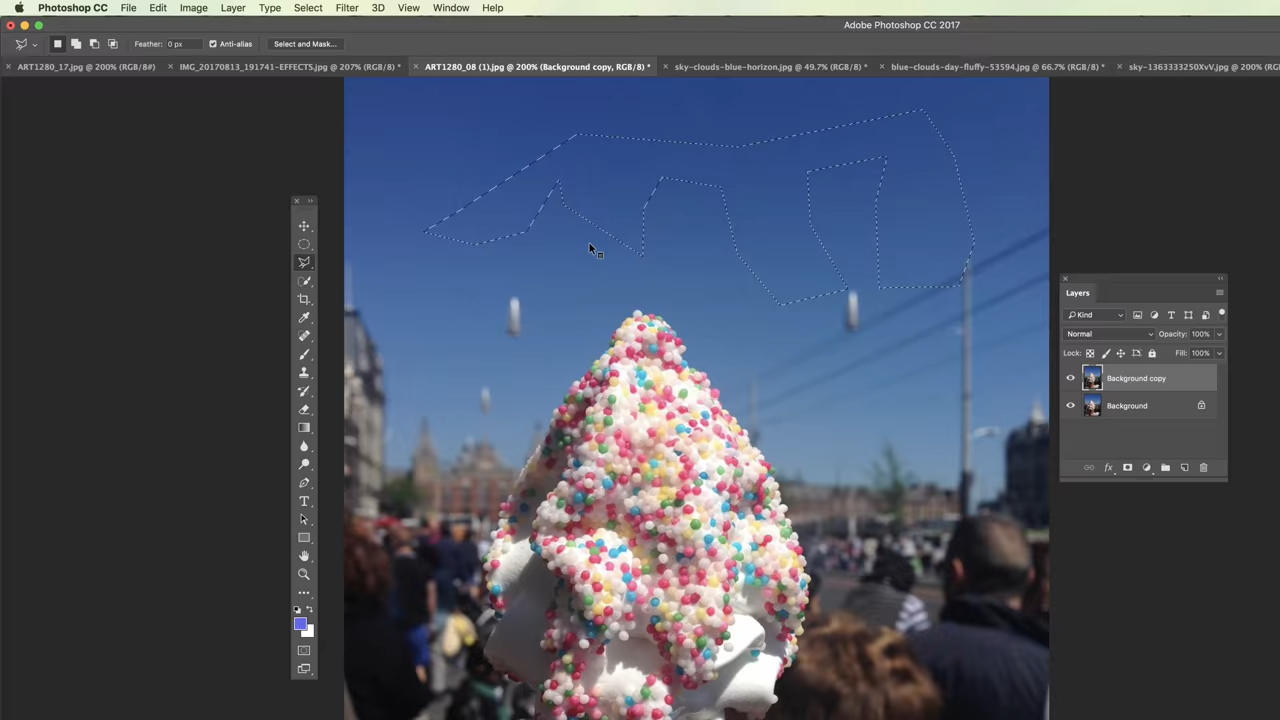 Photoshop CC File Edit Image Layer Type Select Filter 3D View Window Help
Adobe Photoshop CC 2017
Feather: 0 px Anti-alias Select and Mask...
ART1280_17.jpg @ 200% (RGB/8#) IMG_20170813_191741-EFFECTS.jpg @ 207% (RGB/8) * ART1280_08 (1).jpg @ 200% (Background copy, RGB/8) * sky-clouds-blue-horizon.jpg @ 49.7% (RGB/8) * blue-clouds-day-fluffy-53594.jpg @ 66.7% (RGB/8) * sky-1363333250XvV.jpg @ 200% (RGB
Layers
Kind
Normal Opacity: 100%
Lock: Fill: 100%
Background copy
Background